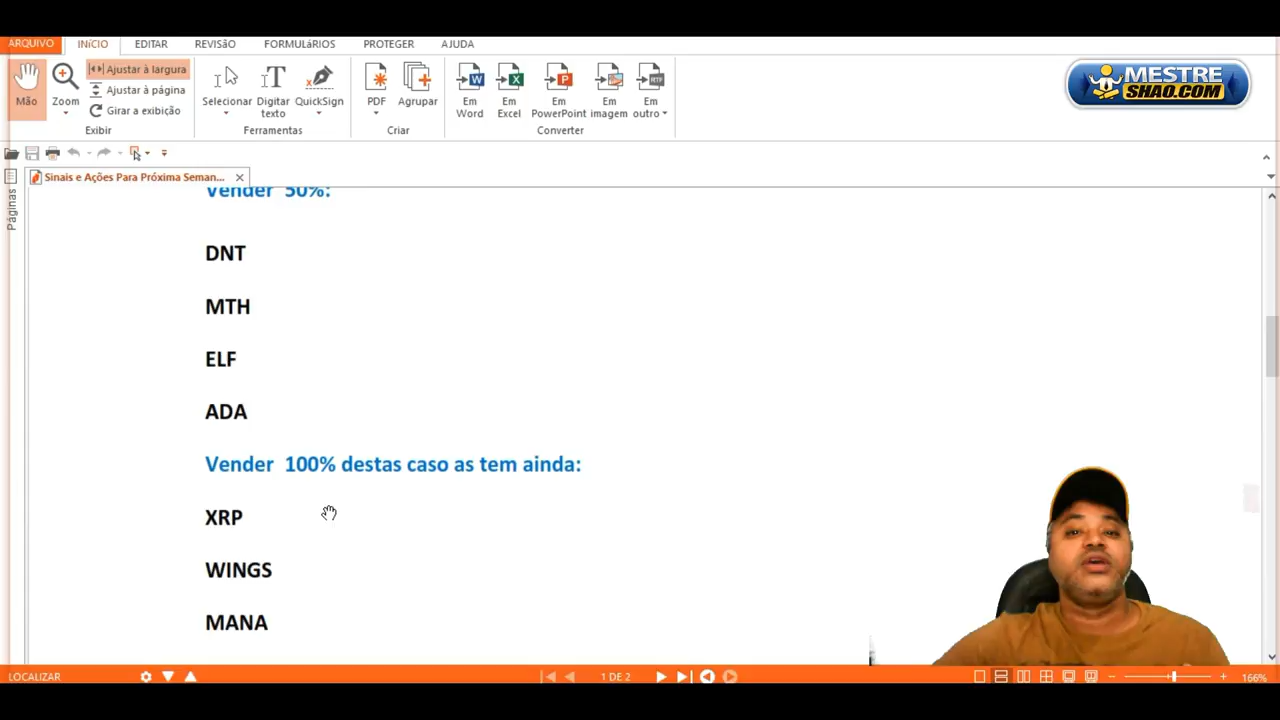 ARQUIVO INÍCIO EDITAR REVISÃO FORMULÁRIOS PROTEGER AJUDA
Mão
Zoom
Ajustar à largura
Ajustar à página
Girar a exibição
Exibir
Selecionar
Digitar texto
QuickSign
Ferramentas
PDF
Agrupar
Criar
Em Word
Em Excel
Em PowerPoint
Em imagem
Em outro
Converter
MESTRE
SHAO.COM
Sinais e Ações Para Próxima Seman...
Páginas
Vender 50%:
DNT
MTH
ELF
ADA
Vender 100% destas caso as tem ainda:
XRP
WINGS
MANA
LOCALIZAR
1 DE 2
166%